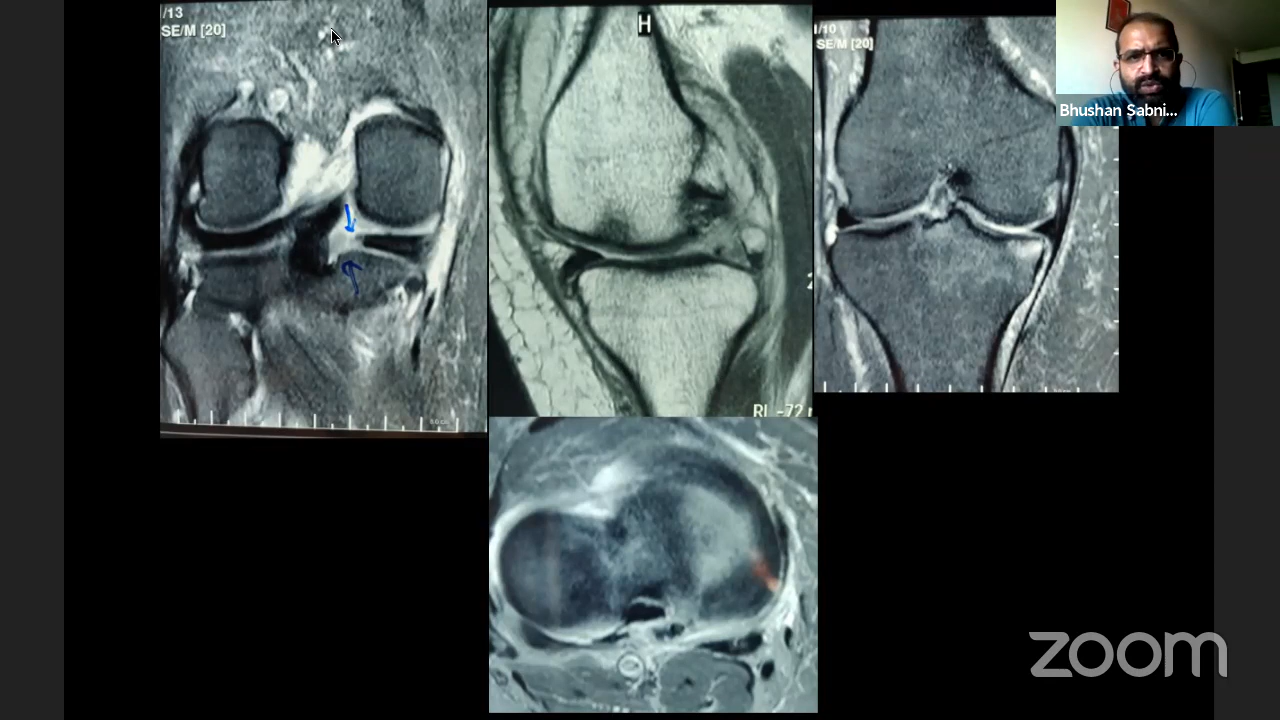 /13
SE/M [20]
H
I/10
SE/M [20]
Bhushan Sabni...
RL -72
zoom